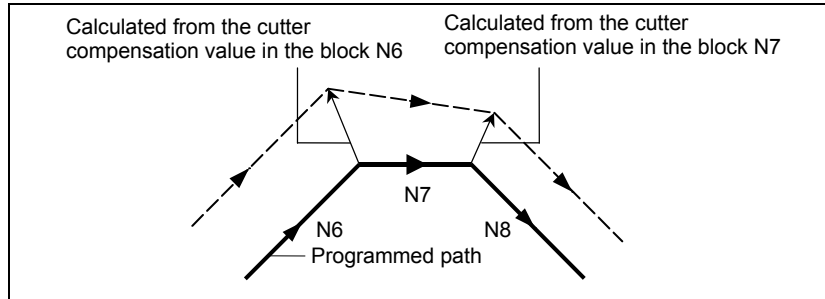 Calculated from the cutter
compensation value in the block N6
Calculated from the cutter
compensation value in the block N7
N7
N6
N8
Programmed path